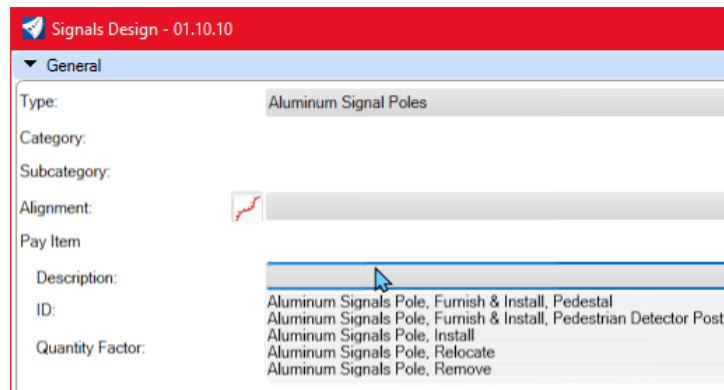 Signals Design - 01.10.10
General
Type: Aluminum Signal Poles
Category:
Subcategory:
Alignment:
Pay Item
Description:
ID:
Quantity Factor:
Aluminum Signals Pole, Furnish & Install, Pedestal
Aluminum Signals Pole, Furnish & Install, Pedestrian Detector Post
Aluminum Signals Pole, Install
Aluminum Signals Pole, Relocate
Aluminum Signals Pole, Remove